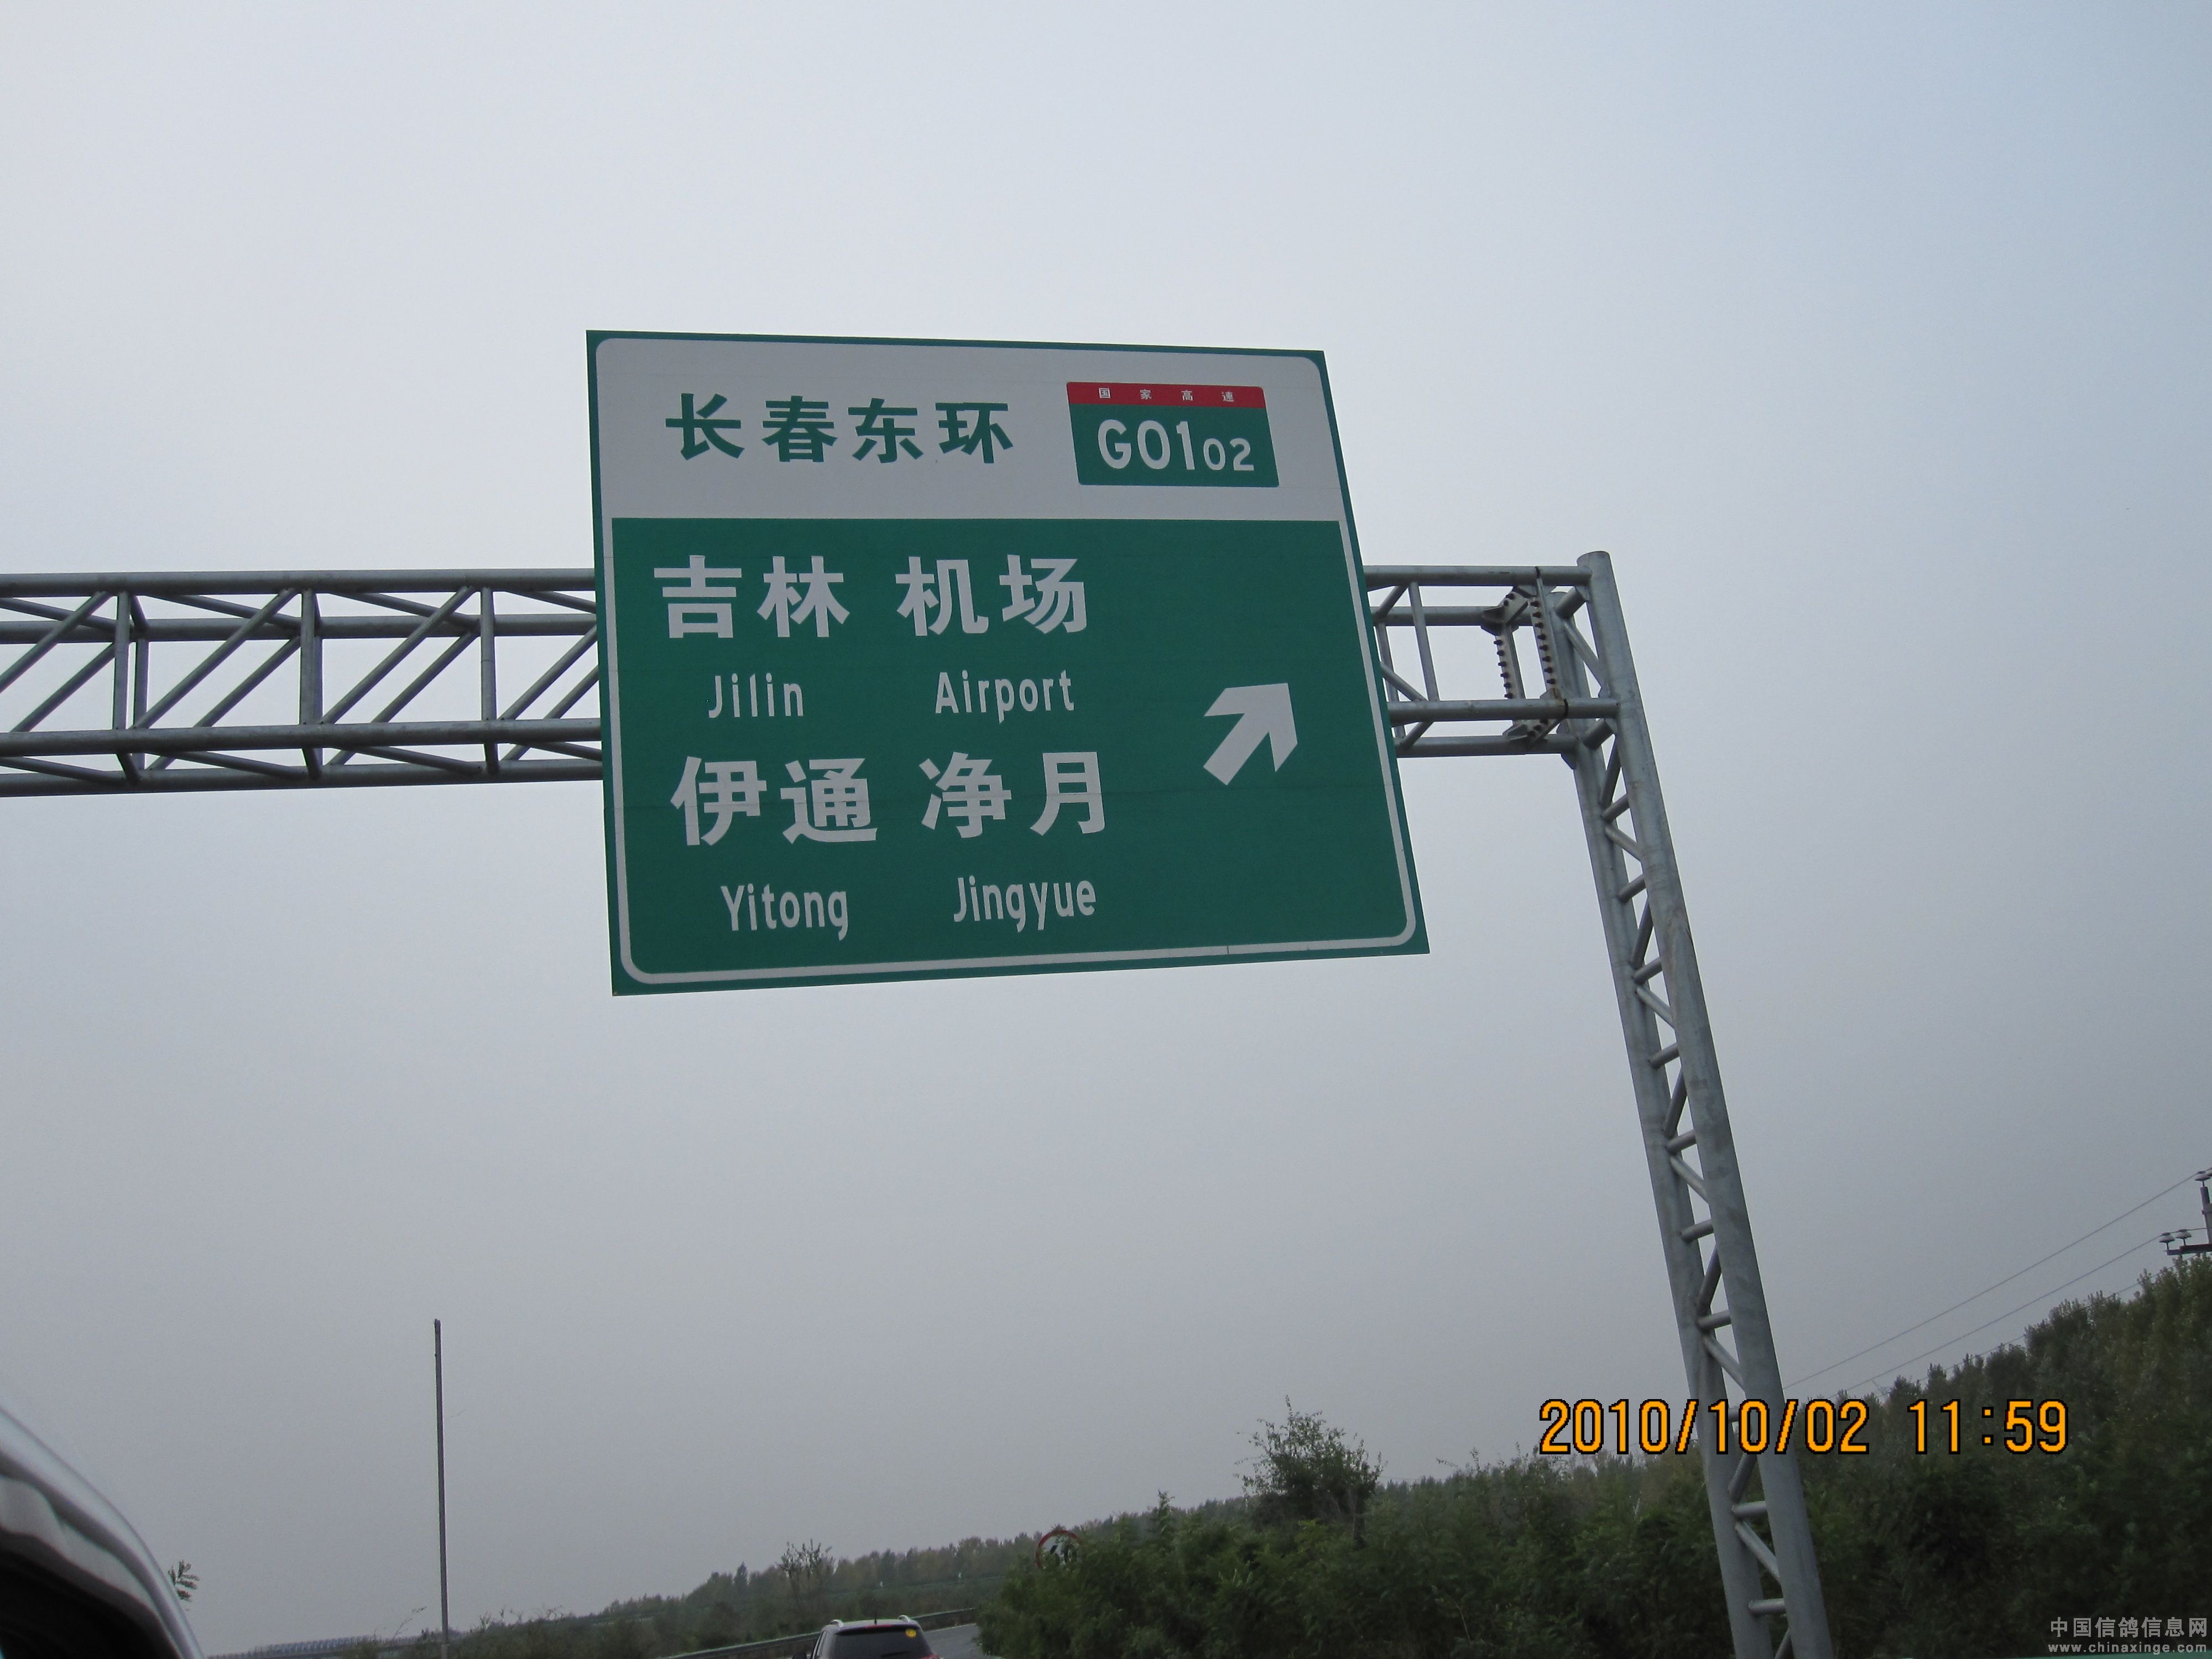 长春东环
国家高速
G0102
吉林 机场
Jilin Airport
伊通 净月
Yitong Jingyue
2010/10/02 11:59
中国信鸽信息网
www.chinaxinge.com